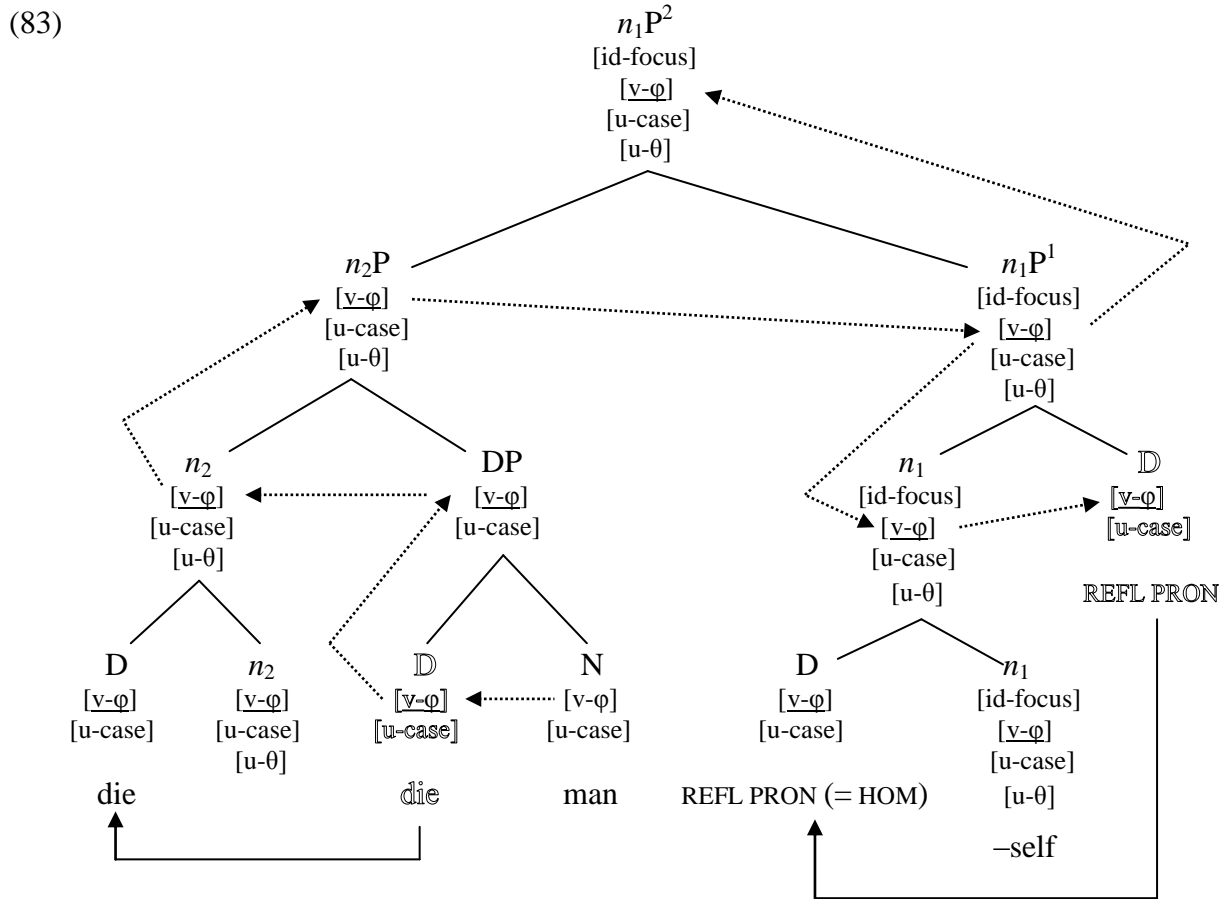 (83)
n₁P²
[id-focus]
[v-φ]
[u-case]
[u-θ]
n₂P n₁P¹
[v-φ] [id-focus]
[u-case] [v-φ]
[u-θ] [u-case]
[u-θ]
n₂ DP n₁ D
[v-φ] [v-φ] [id-focus] [v-φ]
[u-case] [u-case] [v-φ] [u-case]
[u-θ] [u-case]
[u-θ] REFL PRON
D n₂ D N D n₁
[v-φ] [v-φ] [v-φ] [v-φ] [v-φ] [id-focus]
[u-case] [u-case] [u-case] [u-case] [u-case] [v-φ]
[u-θ] [u-case]
die die man REFL PRON (= HOM) [u-θ]
–self